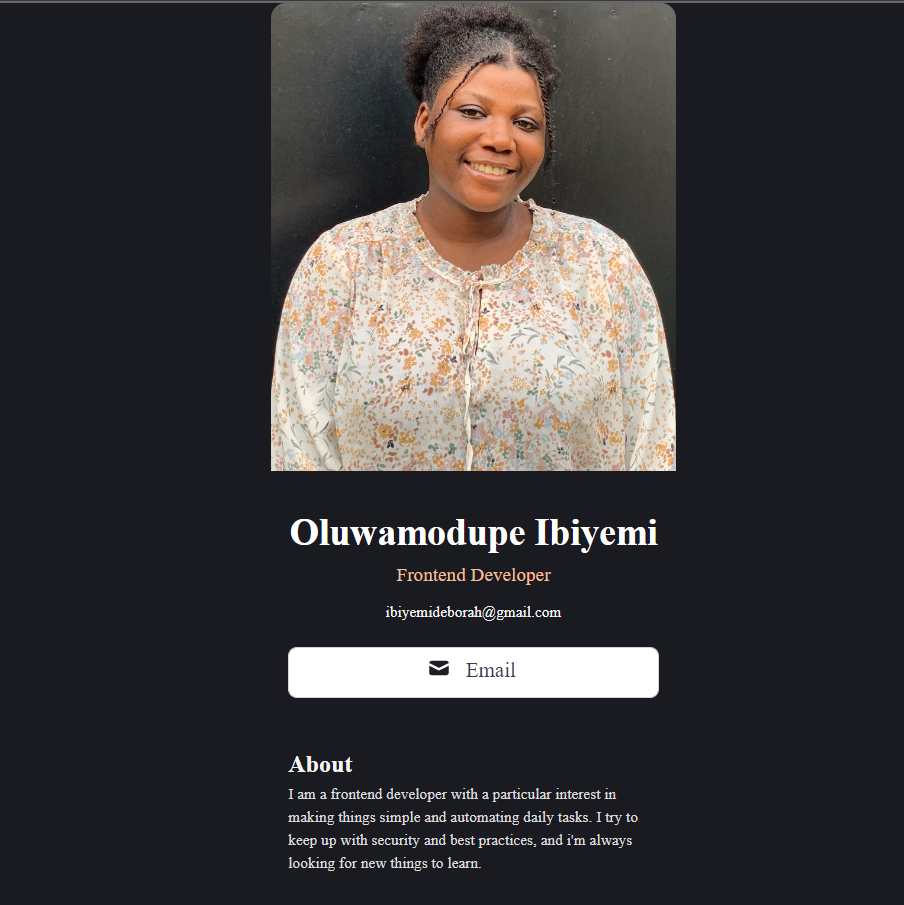 Oluwamodupe Ibiyemi
Frontend Developer
ibiyemideborah@gmail.com
Email
About
I am a frontend developer with a particular interest in
making things simple and automating daily tasks. I try to
keep up with security and best practices, and i'm always
looking for new things to learn.